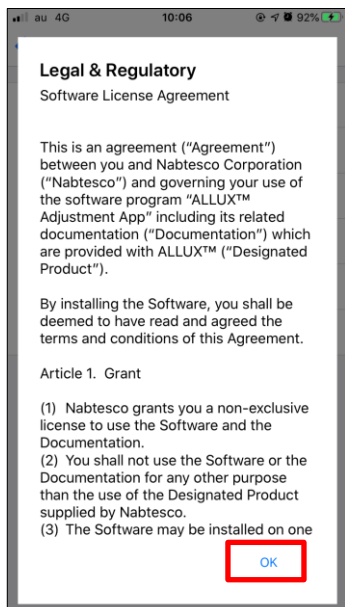 au 4G 10:06 92%
Legal & Regulatory
Software License Agreement
This is an agreement (“Agreement”)
between you and Nabtesco Corporation
(“Nabtesco”) and governing your use of
the software program “ALLUX™
Adjustment App” including its related
documentation (“Documentation”) which
are provided with ALLUX™ (“Designated
Product”).
By installing the Software, you shall be
deemed to have read and agreed the
terms and conditions of this Agreement.
Article 1. Grant
(1) Nabtesco grants you a non-exclusive
license to use the Software and the
Documentation.
(2) You shall not use the Software or the
Documentation for any other purpose
than the use of the Designated Product
supplied by Nabtesco.
(3) The Software may be installed on one
OK